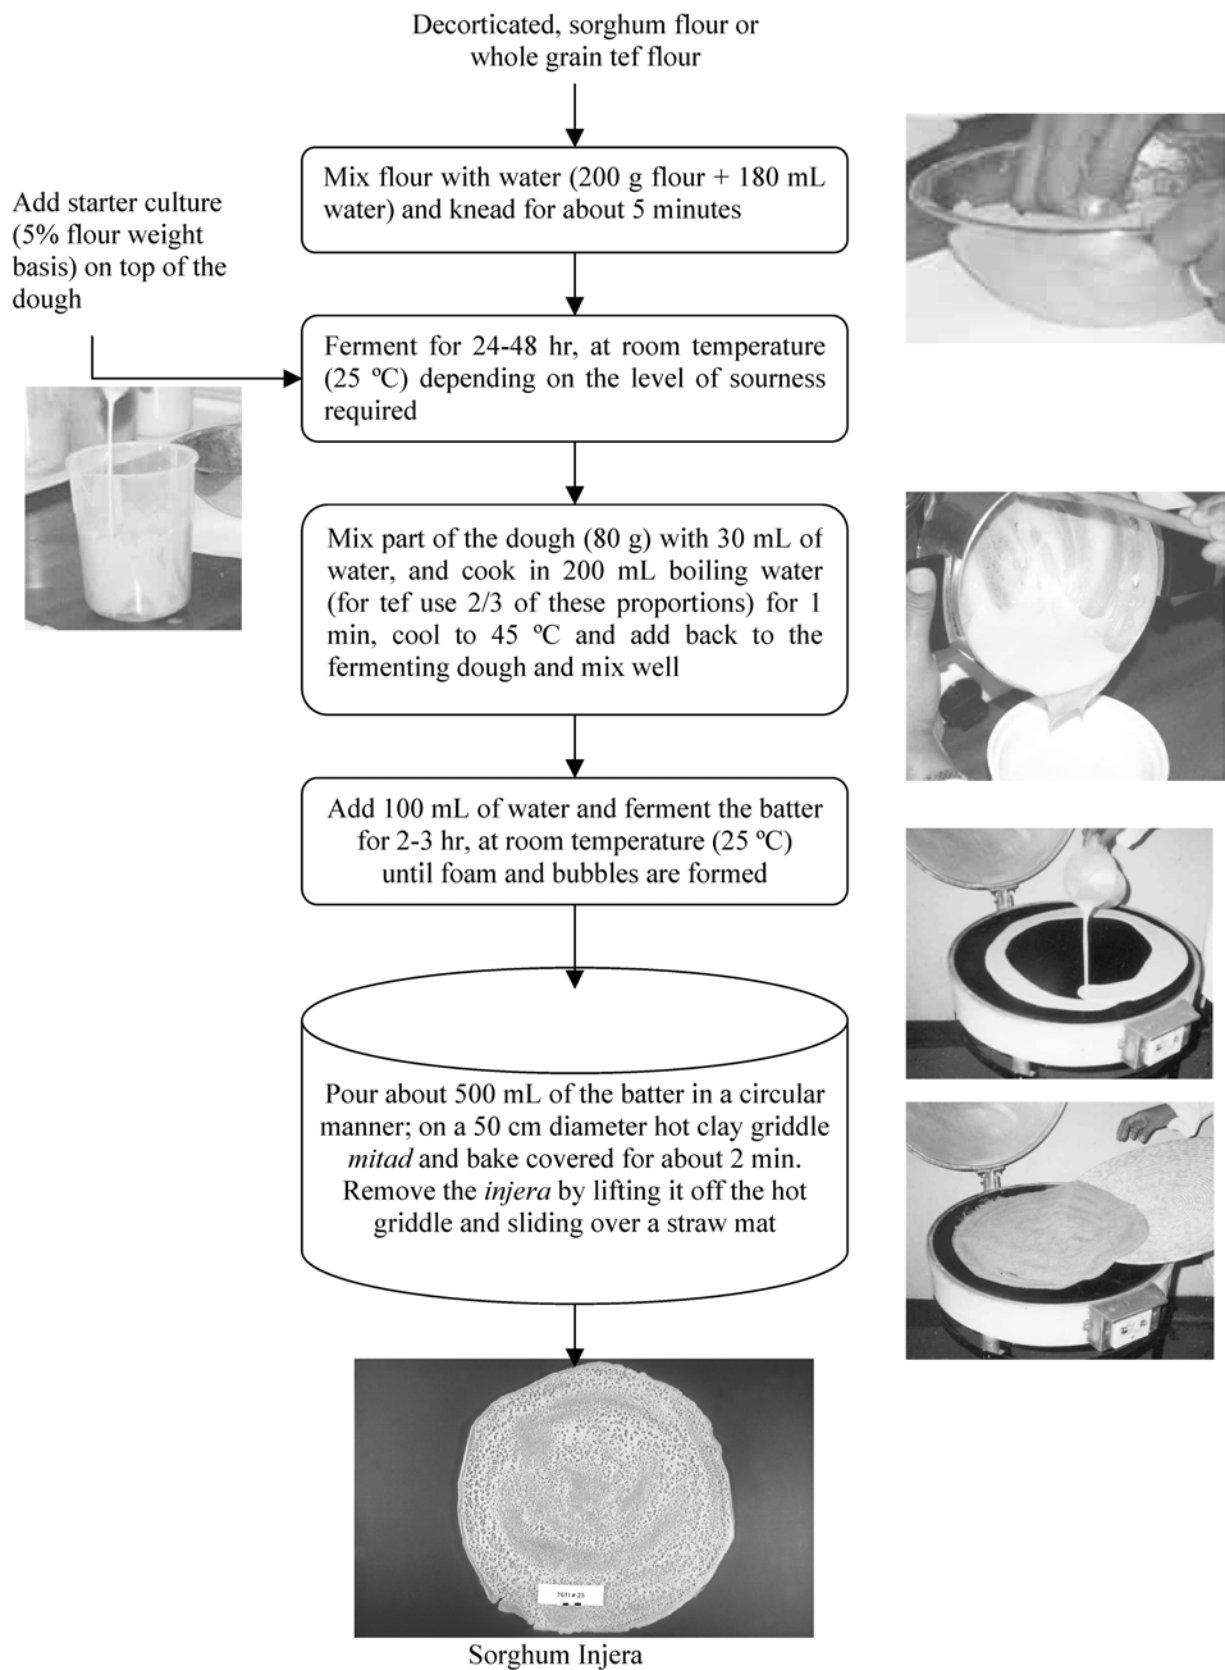 Decorticated, sorghum flour or
whole grain tef flour
Mix flour with water (200 g flour + 180 mL
water) and knead for about 5 minutes
Add starter culture
(5% flour weight
basis) on top of the
dough
Ferment for 24-48 hr, at room temperature
(25 ºC) depending on the level of sourness
required
Mix part of the dough (80 g) with 30 mL of
water, and cook in 200 mL boiling water
(for tef use 2/3 of these proportions) for 1
min, cool to 45 ºC and add back to the
fermenting dough and mix well
Add 100 mL of water and ferment the batter
for 2-3 hr, at room temperature (25 ºC)
until foam and bubbles are formed
Pour about 500 mL of the batter in a circular
manner; on a 50 cm diameter hot clay griddle
mitad and bake covered for about 2 min.
Remove the injera by lifting it off the hot
griddle and sliding over a straw mat
Sorghum Injera